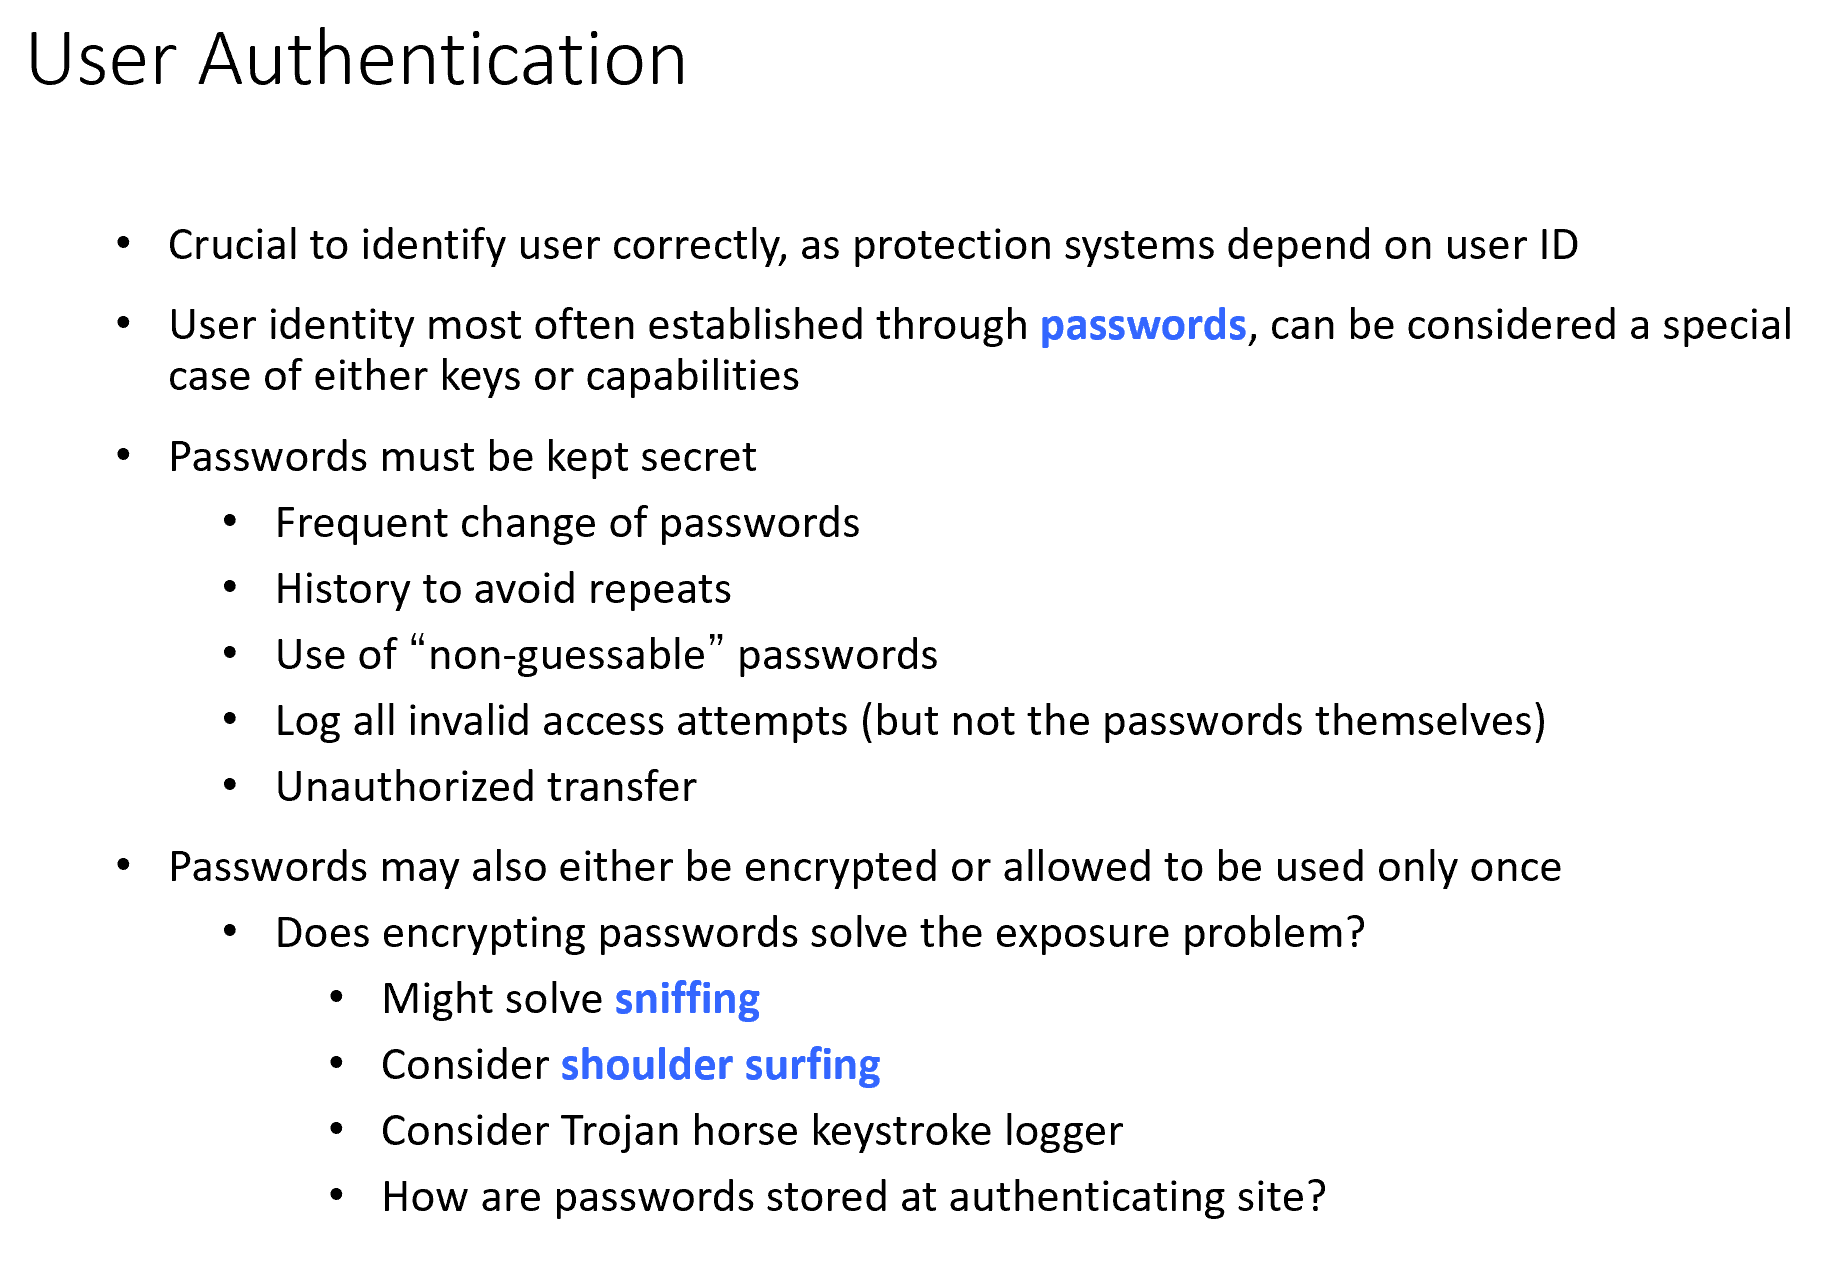 User Authentication
• Crucial to identify user correctly, as protection systems depend on user ID
• User identity most often established through passwords, can be considered a special
case of either keys or capabilities
• Passwords must be kept secret
• Frequent change of passwords
• History to avoid repeats
• Use of “non-guessable” passwords
• Log all invalid access attempts (but not the passwords themselves)
• Unauthorized transfer
• Passwords may also either be encrypted or allowed to be used only once
• Does encrypting passwords solve the exposure problem?
• Might solve sniffing
• Consider shoulder surfing
• Consider Trojan horse keystroke logger
• How are passwords stored at authenticating site?